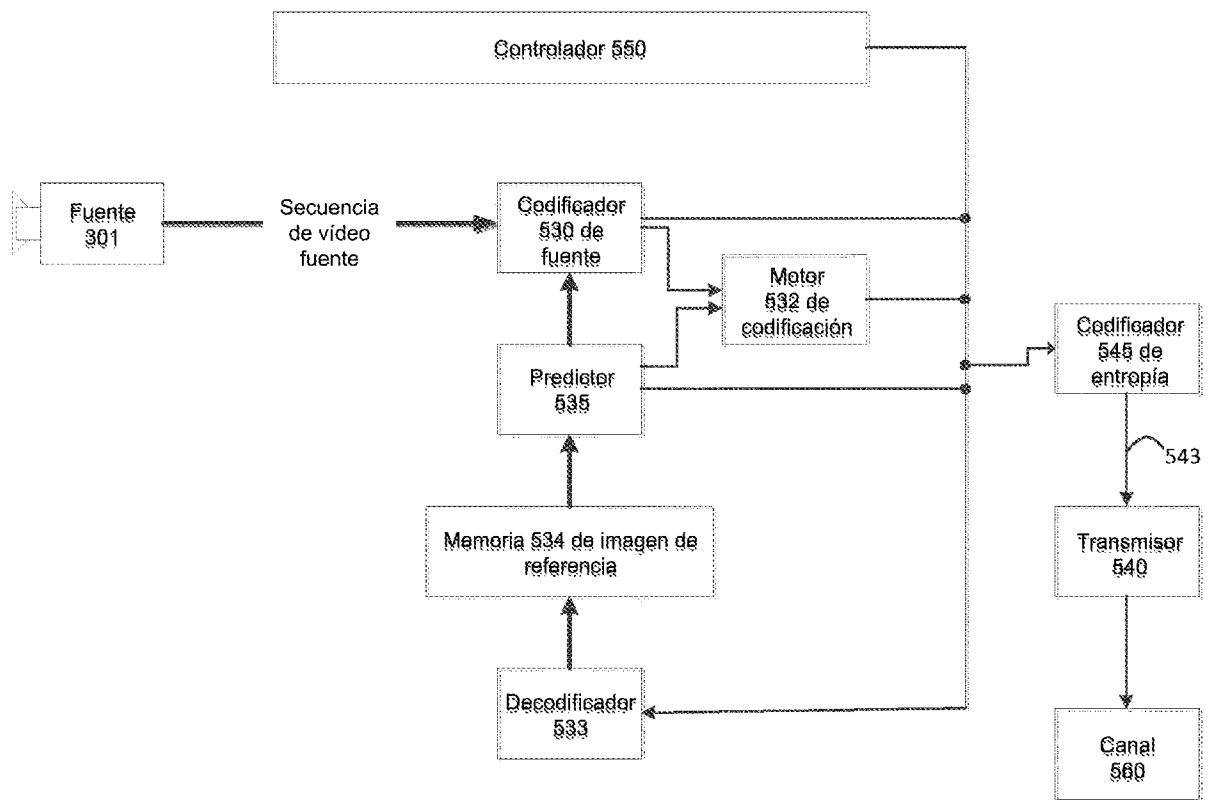 Controlador 550
Fuente
301
Secuencia
de vídeo
fuente
Codificador
530 de
fuente
Motor
532 de
codificación
Codificador
545 de
entropía
Predictor
535
543
Memoria 534 de imagen de
referencia
Transmisor
540
Decodificador
533
Canal
560